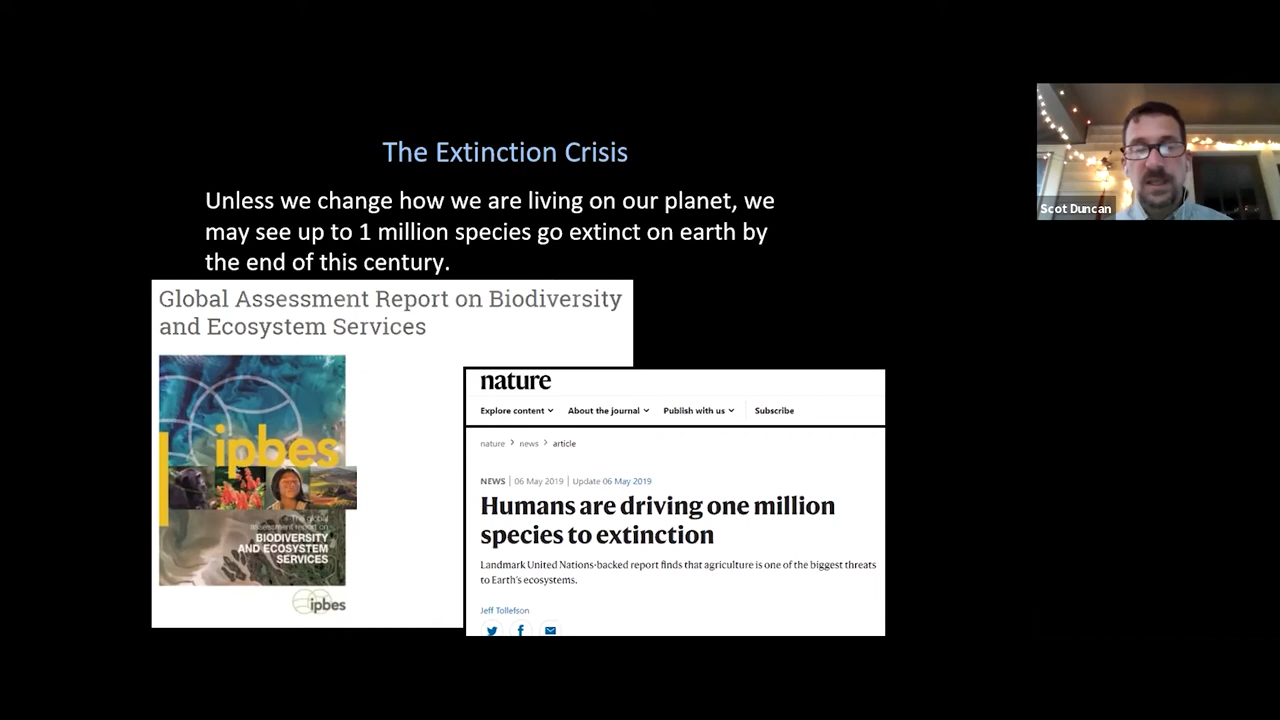 The Extinction Crisis
Unless we change how we are living on our planet, we
may see up to 1 million species go extinct on earth by
the end of this century.
Global Assessment Report on Biodiversity
and Ecosystem Services
ipbes
The global
assessment report on
BIODIVERSITY
AND ECOSYSTEM
SERVICES
ipbes
nature
Explore content About the journal Publish with us Subscribe
nature > news > article
NEWS | 06 May 2019 | Update 06 May 2019
Humans are driving one million
species to extinction
Landmark United Nations-backed report finds that agriculture is one of the biggest threats
to Earth's ecosystems.
Jeff Tollefson
Scot Duncan